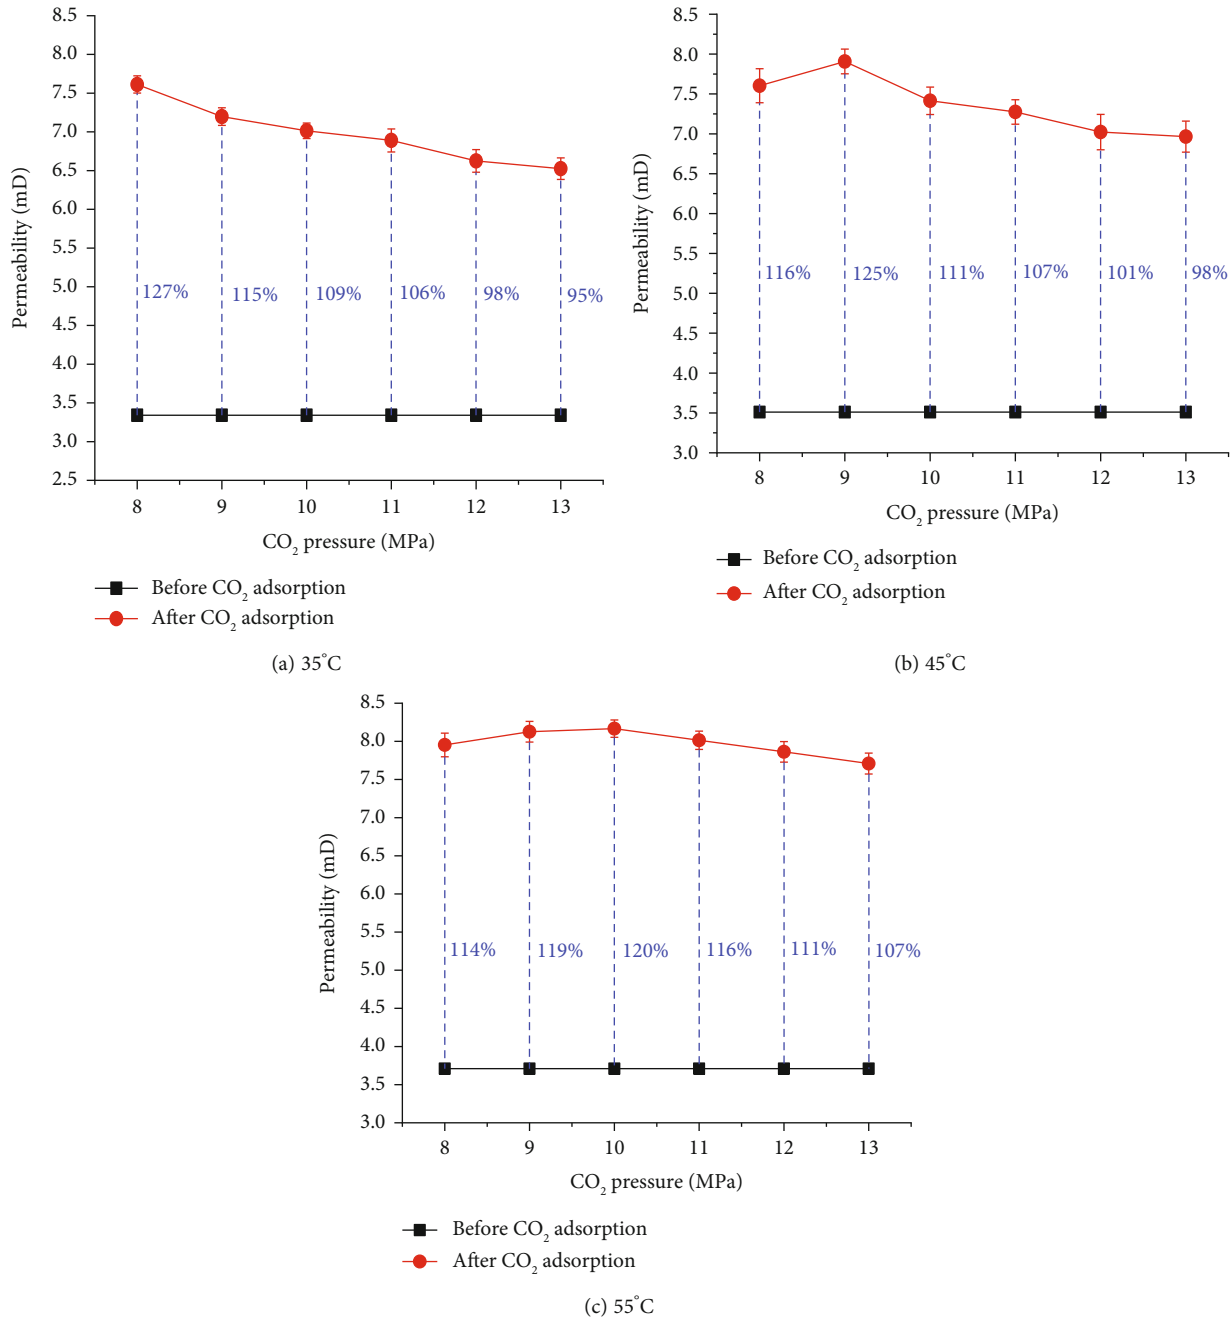 8.5
8.0
7.5
7.0
6.5
6.0
5.5
5.0
4.5
4.0
3.5
3.0
2.5
Permeability (mD)
127% 115% 109% 106% 98% 95%
8 9 10 11 12 13
CO₂ pressure (MPa)
Before CO₂ adsorption
After CO₂ adsorption
(a) 35°C
8.5
8.0
7.5
7.0
6.5
6.0
5.5
5.0
4.5
4.0
3.5
3.0
Permeability (mD)
116% 125% 111% 107% 101% 98%
8 9 10 11 12 13
CO₂ pressure (MPa)
Before CO₂ adsorption
After CO₂ adsorption
(b) 45°C
8.5
8.0
7.5
7.0
6.5
6.0
5.5
5.0
4.5
4.0
3.5
3.0
Permeability (mD)
114% 119% 120% 116% 111% 107%
8 9 10 11 12 13
CO₂ pressure (MPa)
Before CO₂ adsorption
After CO₂ adsorption
(c) 55°C